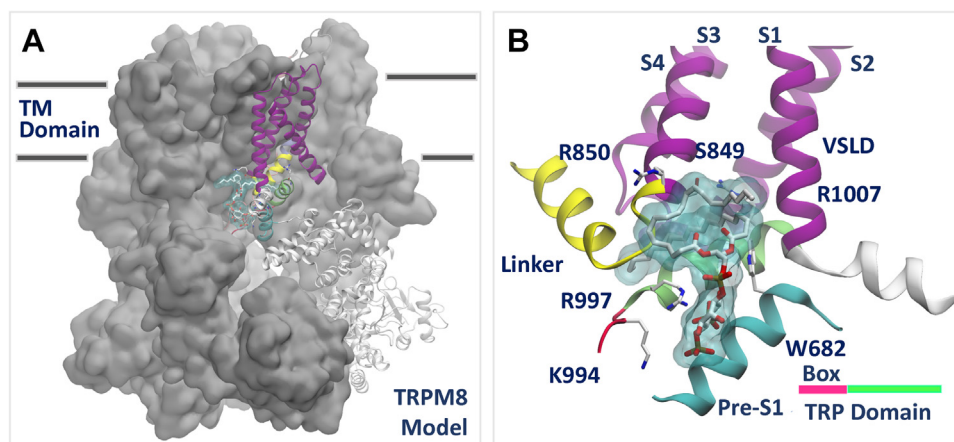 A
TM
Domain
TRPM8
Model
B
S3
S1
S4
S2
R850
S849
VSLD
R1007
Linker
R997
W682
K994
Box
Pre-S1
TRP Domain